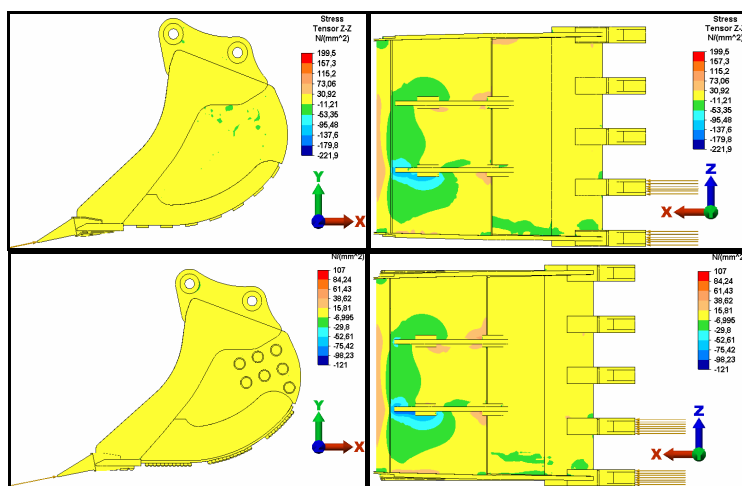 Stress
Tensor Z-Z
N/(mm^2)
199,5
157,3
115,2
73,06
30,92
-11,21
-53,35
-95,48
-137,6
-179,8
-221,9
Y
X
Stress
Tensor Z-Z
N/(mm^2)
199,5
157,3
115,2
73,06
30,92
-11,21
-53,35
-95,48
-137,6
-179,8
-221,9
Z
X
N/(mm^2)
107
84,24
61,43
38,62
15,81
-6,995
-29,8
-52,61
-75,42
-98,23
-121
Y
X
N/(mm^2
107
84,24
61,43
38,62
15,81
-6,995
-29,8
-52,61
-75,42
-98,23
-121
Z
X